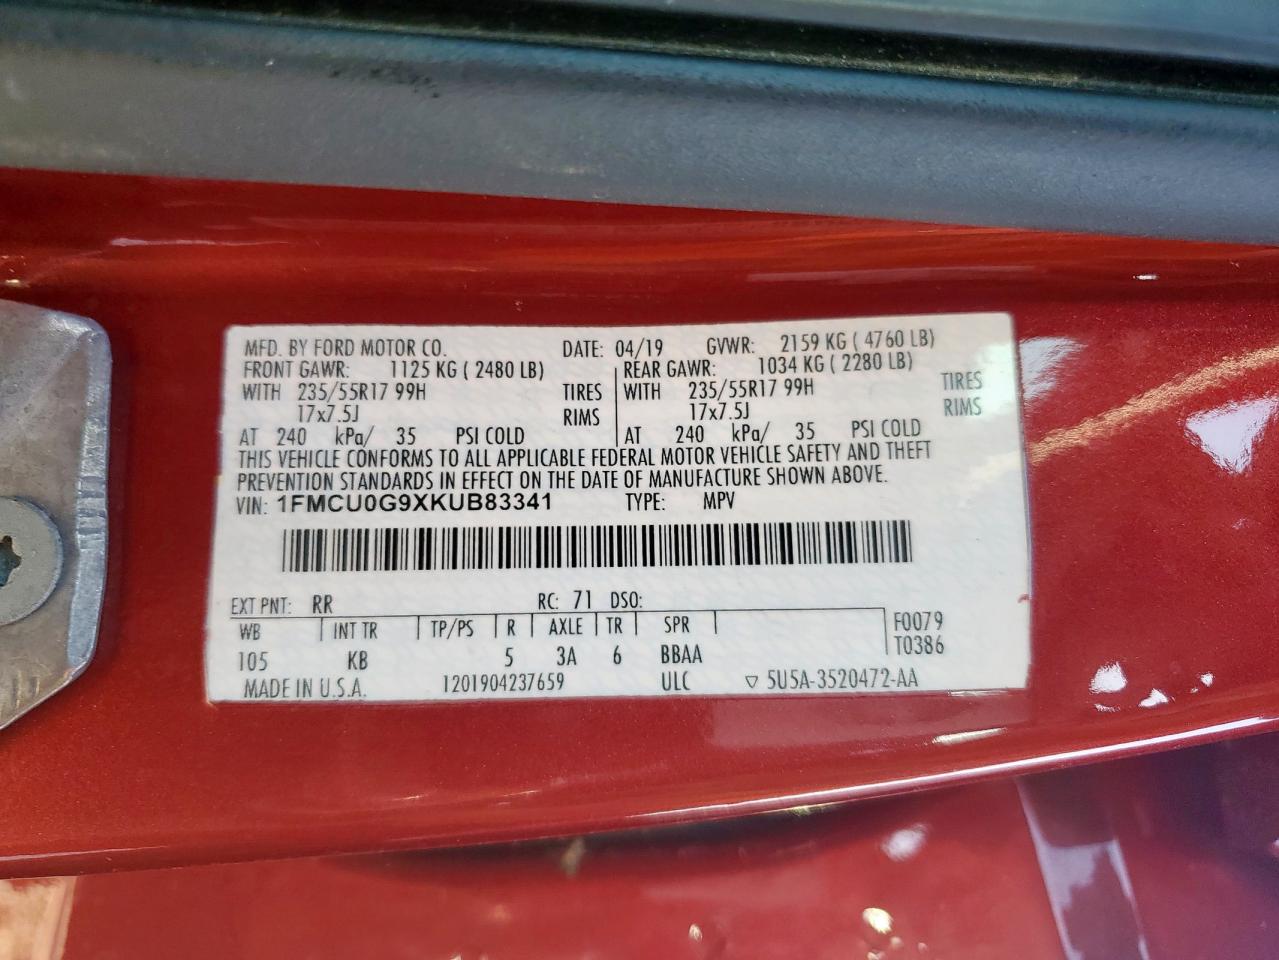 MFD. BY FORD MOTOR CO. DATE: 04/19 GVWR: 2159 KG ( 4760 LB)
FRONT GAWR: 1125 KG ( 2480 LB) REAR GAWR: 1034 KG ( 2280 LB)
WITH 235/55R17 99H TIRES WITH 235/55R17 99H TIRES
17x7.5J RIMS 17x7.5J RIMS
AT 240 kPa/ 35 PSI COLD AT 240 kPa/ 35 PSI COLD
THIS VEHICLE CONFORMS TO ALL APPLICABLE FEDERAL MOTOR VEHICLE SAFETY AND THEFT
PREVENTION STANDARDS IN EFFECT ON THE DATE OF MANUFACTURE SHOWN ABOVE.
VIN: 1FMCU0G9XKUB83341 TYPE: MPV
EXT PNT: RR RC: 71 DSO:
WB INT TR TP/PS R AXLE TR SPR F0079
105 KB 5 3A 6 BBAA T0386
MADE IN U.S.A. 1201904237659 ULC ▽ 5U5A-3520472-AA